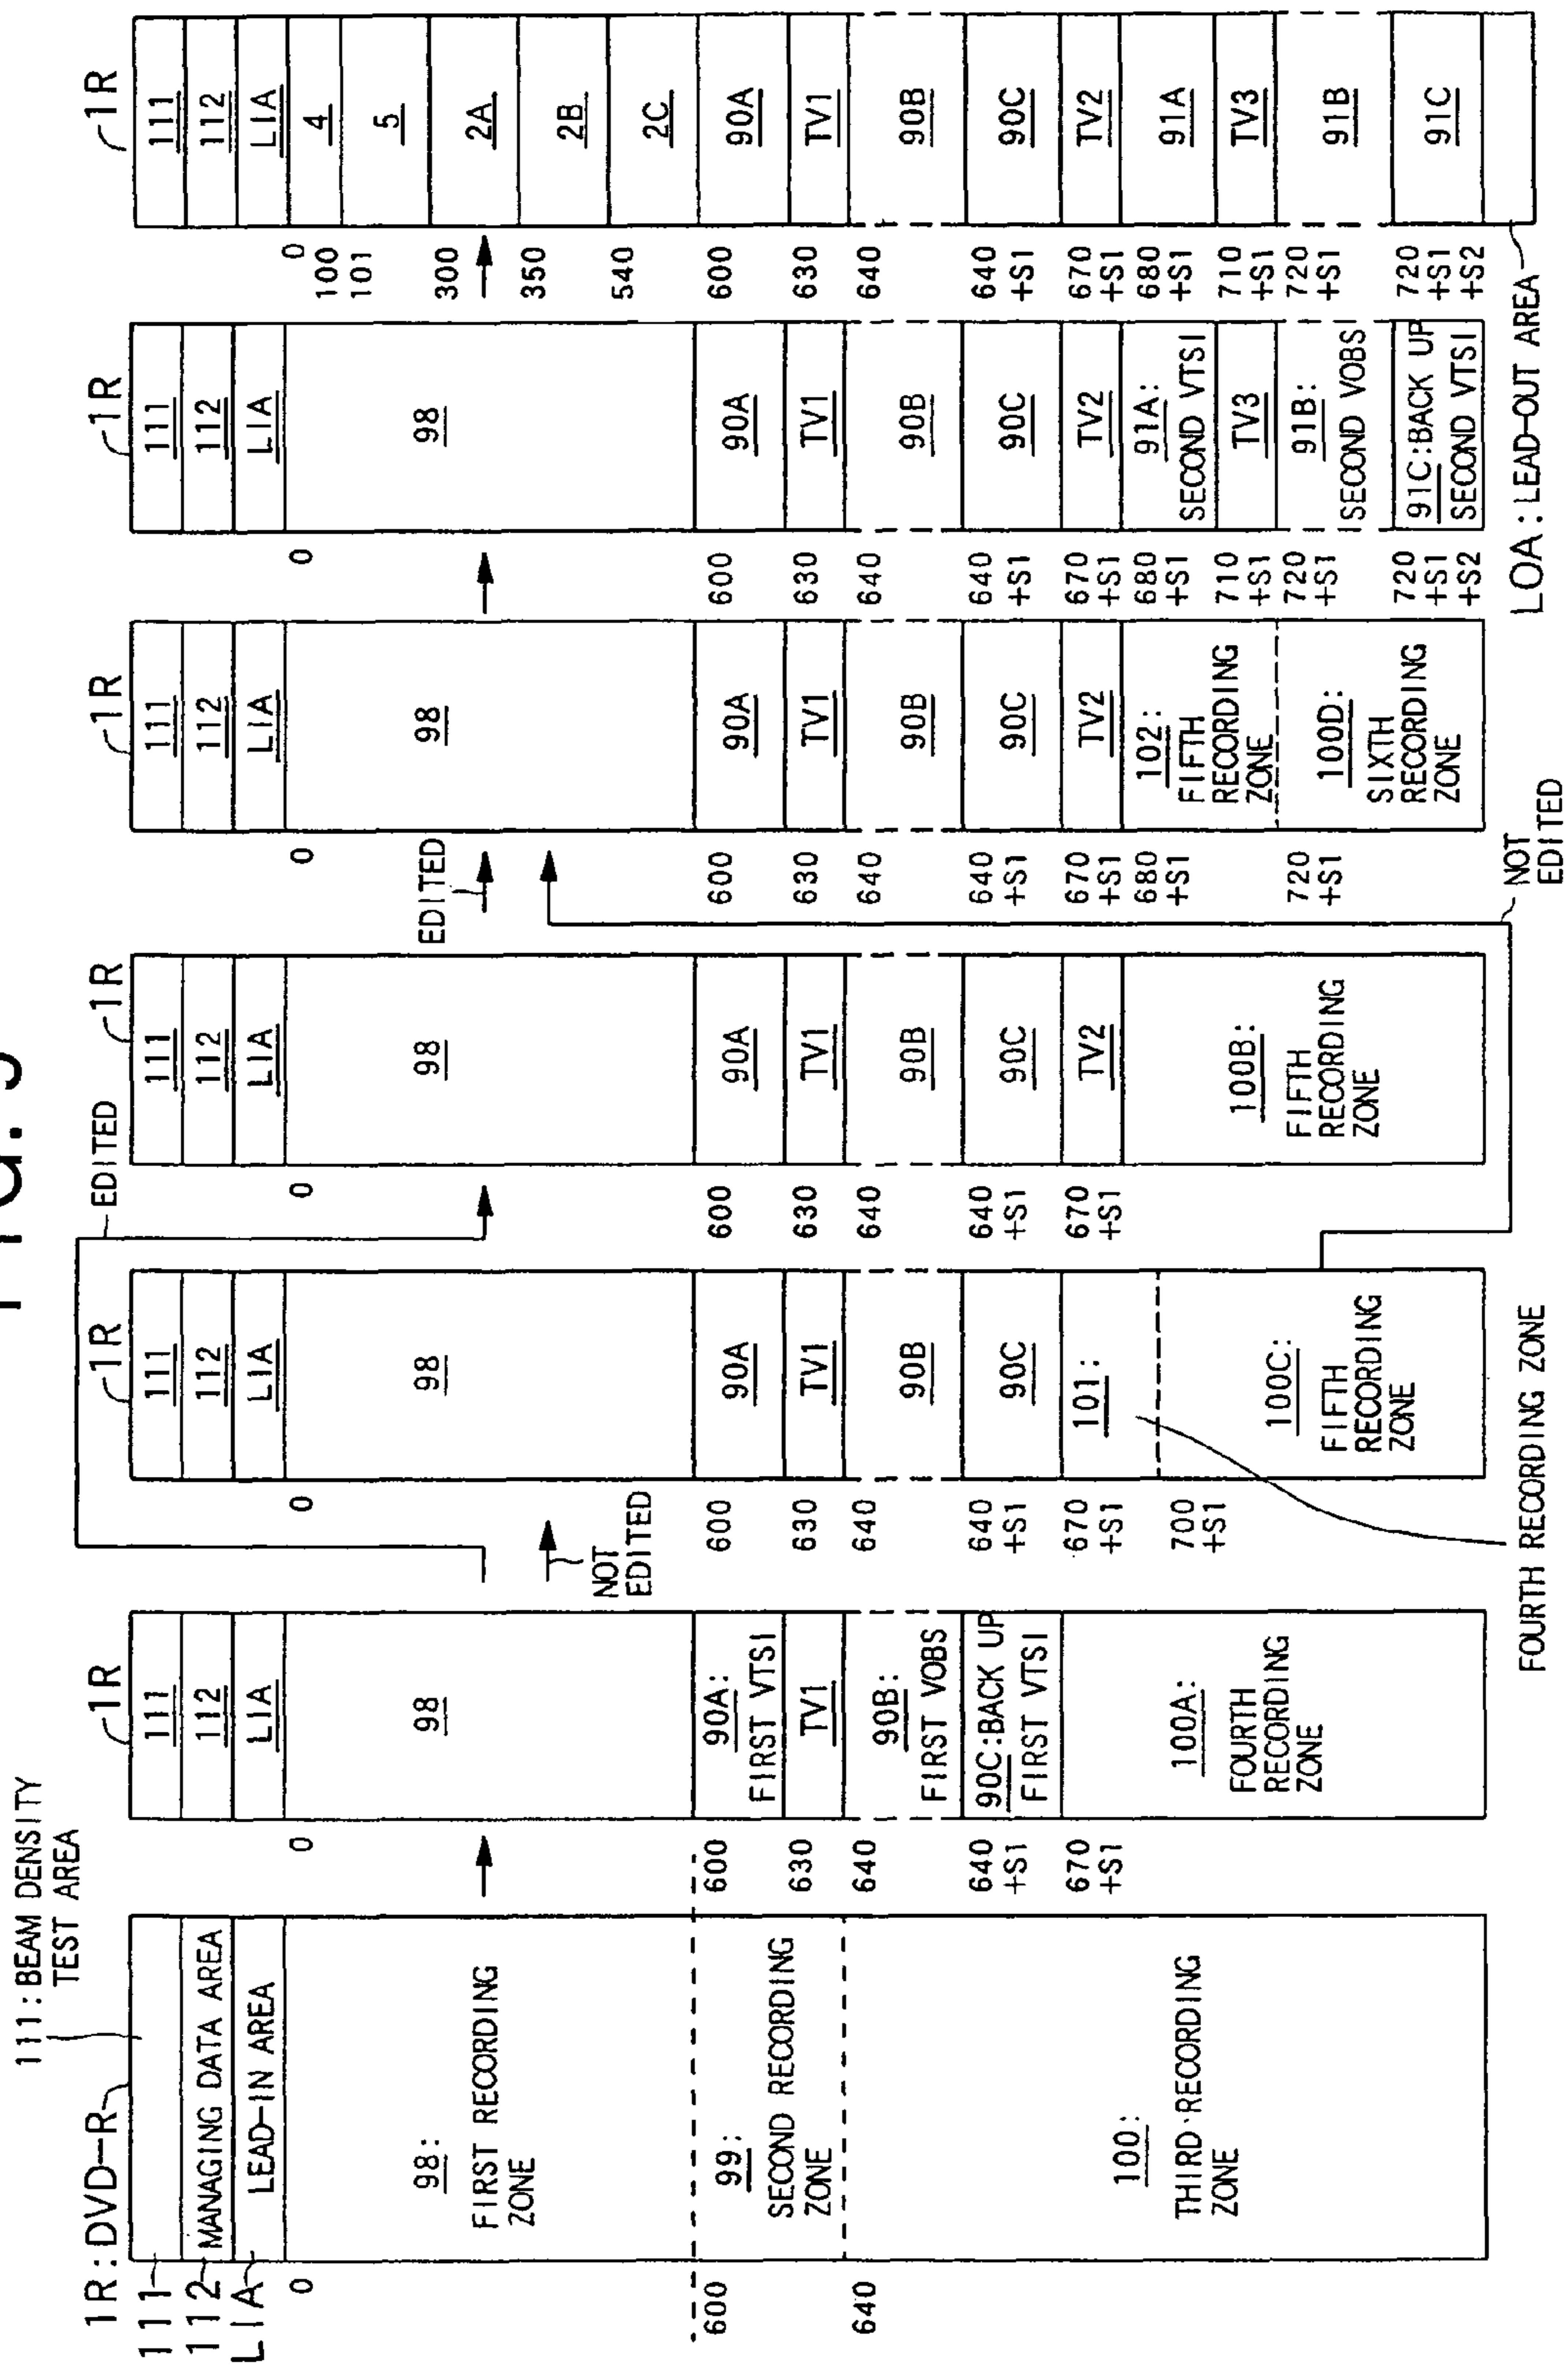 FIG. 9
1R:DVD-R
111:BEAM DENSITY
TEST AREA
111
112
MANAGING DATA AREA
LIA
LEAD-IN AREA
0
98:
FIRST RECORDING
ZONE
600
99:
SECOND RECORDING
ZONE
640
100:
THIRD RECORDING
ZONE
1R
111
112
LIA
0
98
600
90A:
FIRST VTSI
630
TV1
640
90B:
FIRST VOBS
640
+S1
90C:BACK UP
FIRST VTSI
670
+S1
100A:
FOURTH
RECORDING
ZONE
NOT
EDITED
EDITED
1R
111
112
LIA
0
98
600
90A
630
TV1
640
90B
640
+S1
90C
670
+S1
101:
700
+S1
100C:
FIFTH
RECORDING
ZONE
FOURTH RECORDING ZONE
1R
111
112
LIA
0
98
600
90A
630
TV1
640
90B
640
+S1
90C
670
+S1
TV2
100B:
FIFTH
RECORDING
ZONE
EDITED
NOT
EDITED
1R
111
112
LIA
0
98
600
90A
630
TV1
640
90B
640
+S1
90C
670
+S1
TV2
680
+S1
102:
FIFTH
RECORDING
ZONE
720
+S1
100D:
SIXTH
RECORDING
ZONE
1R
111
112
LIA
0
98
600
90A
630
TV1
640
90B
640
+S1
90C
670
+S1
TV2
680
+S1
91A:
SECOND VTSI
710
+S1
TV3
720
+S1
91B:
SECOND VOBS
720
+S1
+S2
91C:BACK UP
SECOND VTSI
1R
111
112
LIA
0
4
100
101
5
300
2A
350
2B
540
2C
600
90A
630
TV1
640
90B
640
+S1
90C
670
+S1
TV2
680
+S1
91A
710
+S1
TV3
720
+S1
91B
720
+S1
+S2
91C
LOA:LEAD-OUT AREA